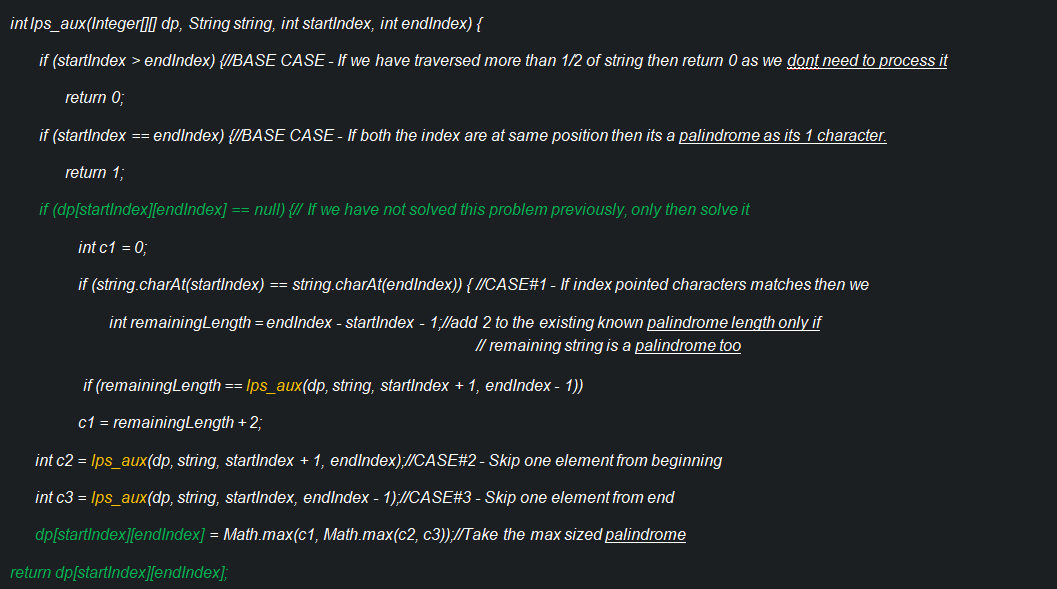 int lps_aux(Integer[][] dp, String string, int startIndex, int endIndex) {
if (startIndex > endIndex) {//BASE CASE - If we have traversed more than 1/2 of string then return 0 as we dont need to process it
return 0;
if (startIndex == endIndex) {//BASE CASE - If both the index are at same position then its a palindrome as its 1 character.
return 1;
if (dp[startIndex][endIndex] == null) {// If we have not solved this problem previously, only then solve it
int c1 = 0;
if (string.charAt(startIndex) == string.charAt(endIndex)) { //CASE#1 - If index pointed characters matches then we
int remainingLength = endIndex - startIndex - 1;//add 2 to the existing known palindrome length only if
// remaining string is a palindrome too
if (remainingLength == lps_aux(dp, string, startIndex + 1, endIndex - 1))
c1 = remainingLength + 2;
int c2 = lps_aux(dp, string, startIndex + 1, endIndex);//CASE#2 - Skip one element from beginning
int c3 = lps_aux(dp, string, startIndex, endIndex - 1);//CASE#3 - Skip one element from end
dp[startIndex][endIndex] = Math.max(c1, Math.max(c2, c3));//Take the max sized palindrome
return dp[startIndex][endIndex];